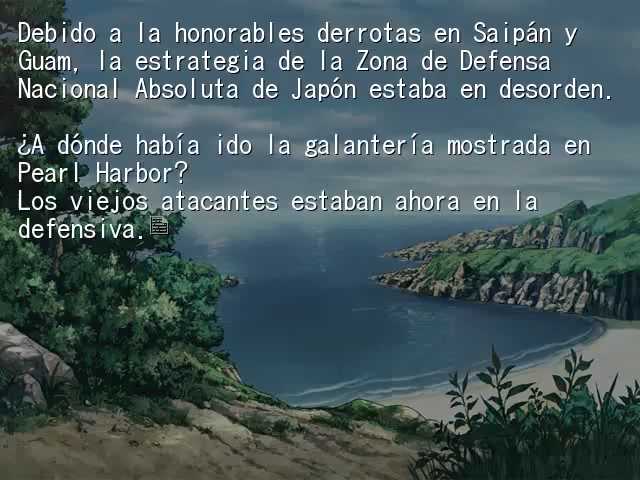 Debido a la honorables derrotas en Saipán y
Guam, la estrategia de la Zona de Defensa
Nacional Absoluta de Japón estaba en desorden.
¿A dónde había ido la galantería mostrada en
Pearl Harbor?
Los viejos atacantes estaban ahora en la
defensiva.